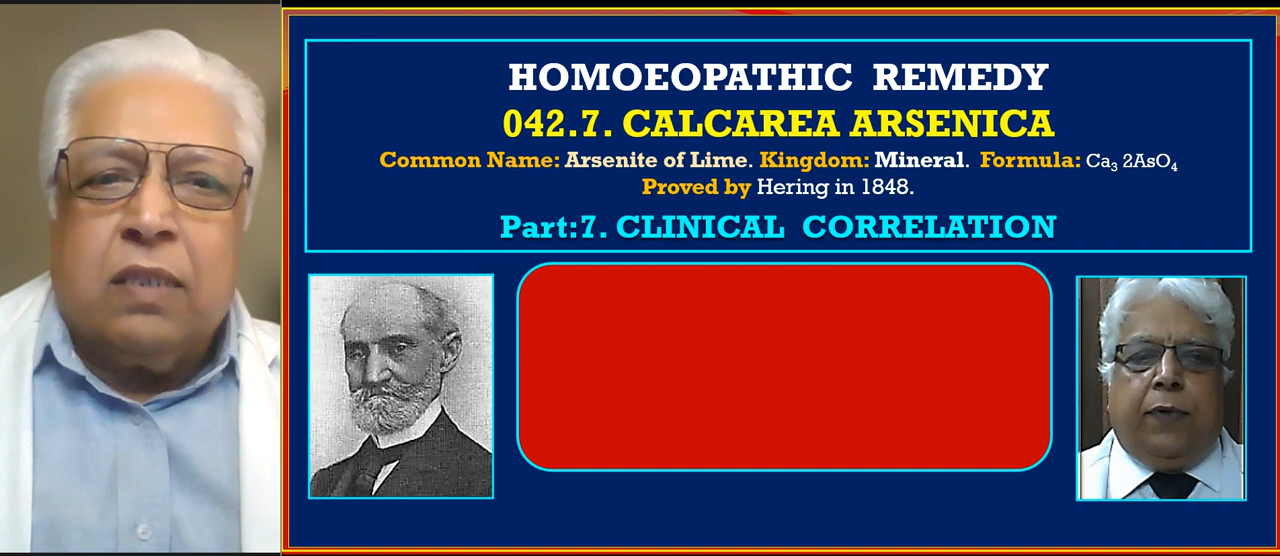 HOMOEOPATHIC REMEDY
042.7. CALCAREA ARSENICA
Common Name: Arsenite of Lime. Kingdom: Mineral. Formula: Ca₃ 2AsO₄
Proved by Hering in 1848.
Part:7. CLINICAL CORRELATION